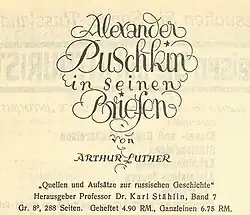 Alexander
Puschkin
in seinen
Briefen
von
ARTHUR LUTHER
„Quellen und Aufsätze zur russischen Geschichte“
Herausgeber Professor Dr. Karl Stählin, Band 7
Gr. 8⁰, 288 Seiten. Geheftet 4.90 RM., Ganzleinen 6.75 RM.